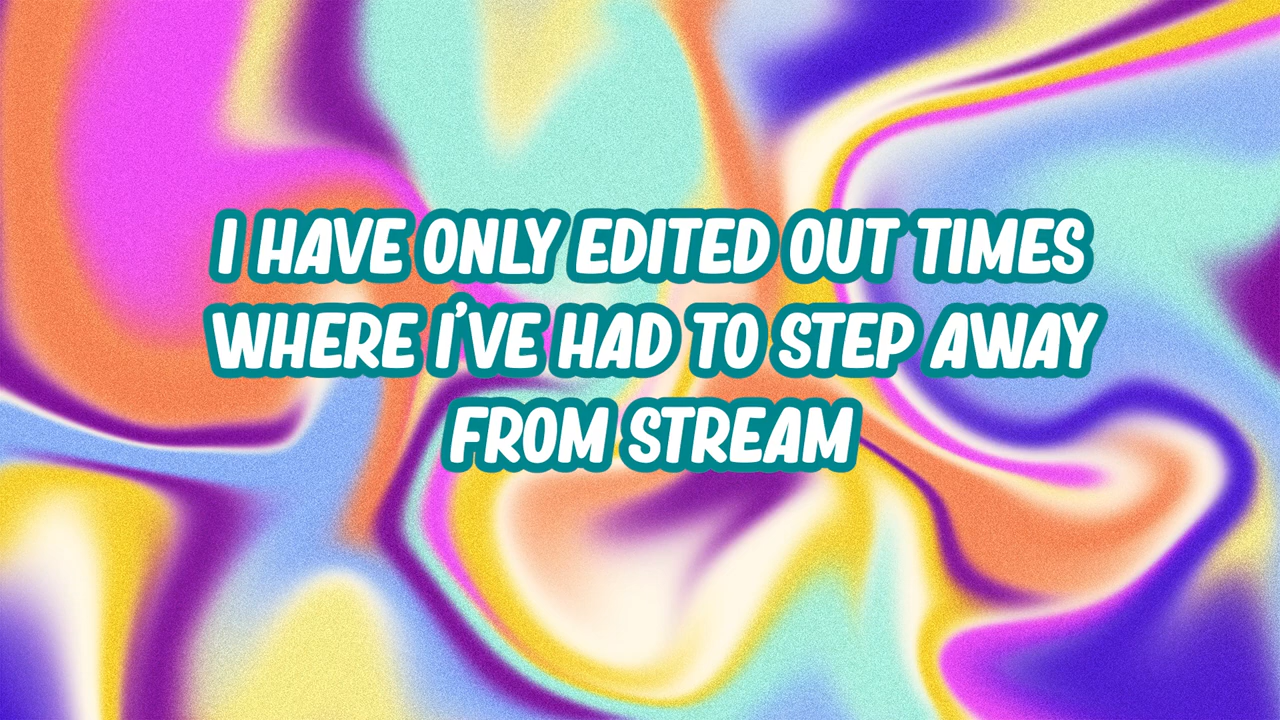 I HAVE ONLY EDITED OUT TIMES
WHERE I'VE HAD TO STEP AWAY
FROM STREAM